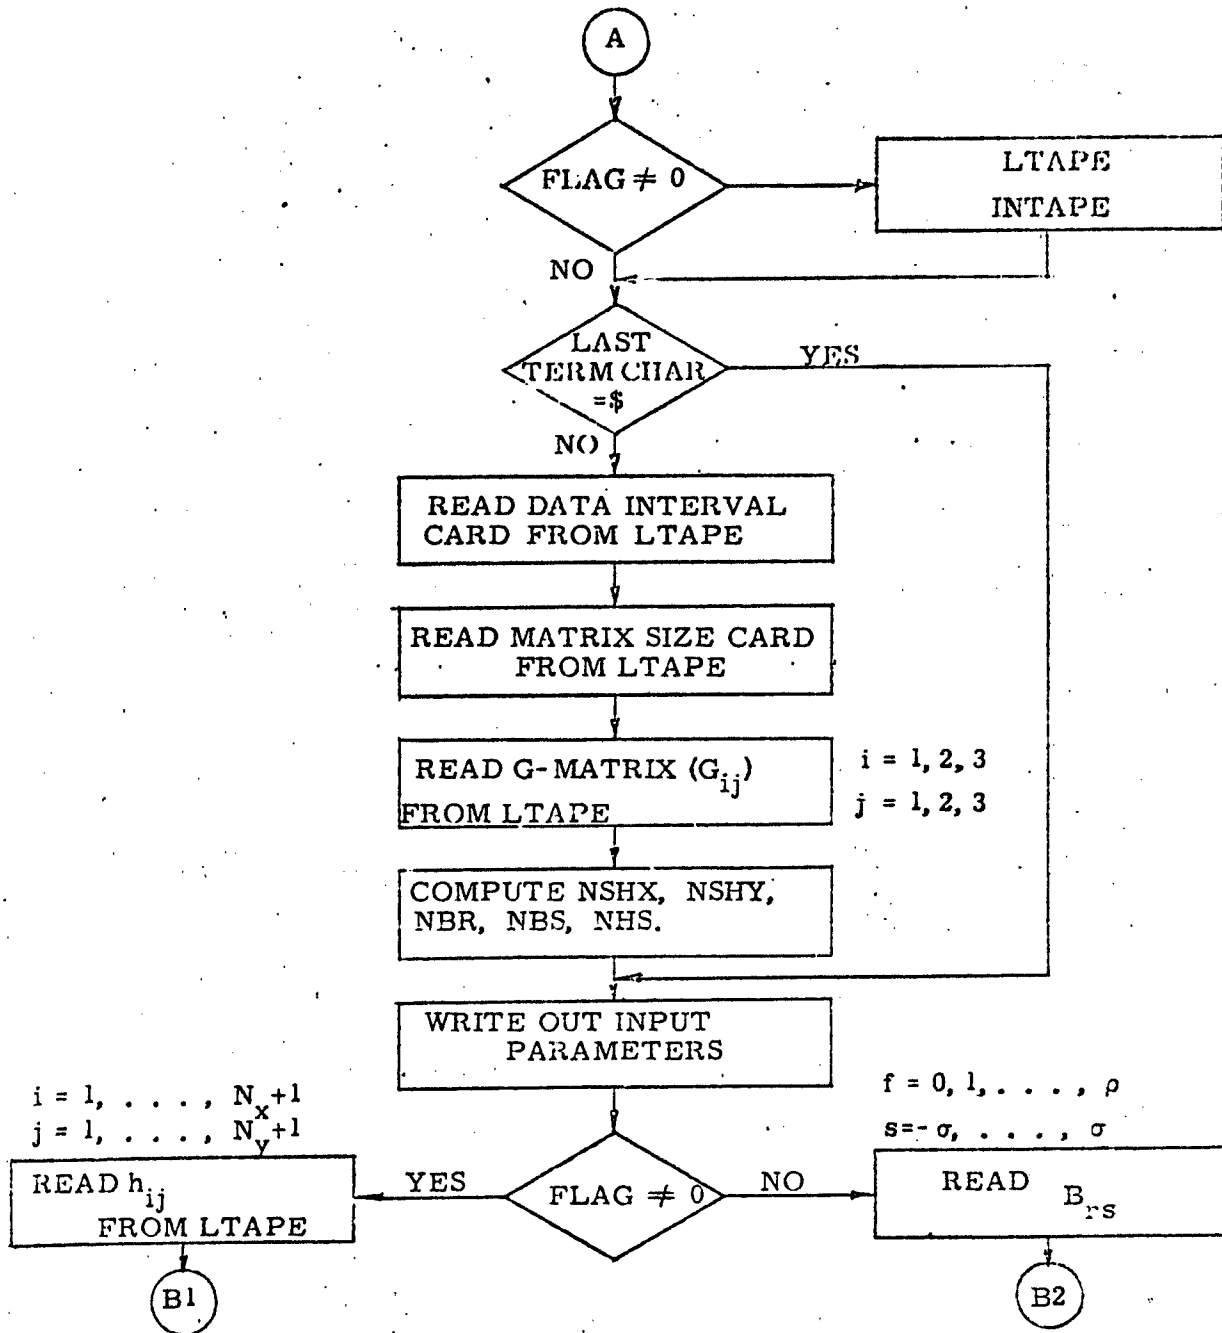 A
FLAG ≠ 0
LTAPE
INTAPE
NO
LAST
TERM CHAR
=$
YES
NO
READ DATA INTERVAL
CARD FROM LTAPE
READ MATRIX SIZE CARD
FROM LTAPE
READ G-MATRIX (G_ij)
FROM LTAPE
i = 1, 2, 3
j = 1, 2, 3
COMPUTE NSHX, NSHY,
NBR, NBS, NHS.
WRITE OUT INPUT
PARAMETERS
i = 1, . . . , N_x+1
j = 1, . . . , N_y+1
f = 0, 1, . . . . , ρ
s=-σ, . . . . , σ
READ h_ij
FROM LTAPE
YES
FLAG ≠ 0
NO
READ
B_rs
B1
B2